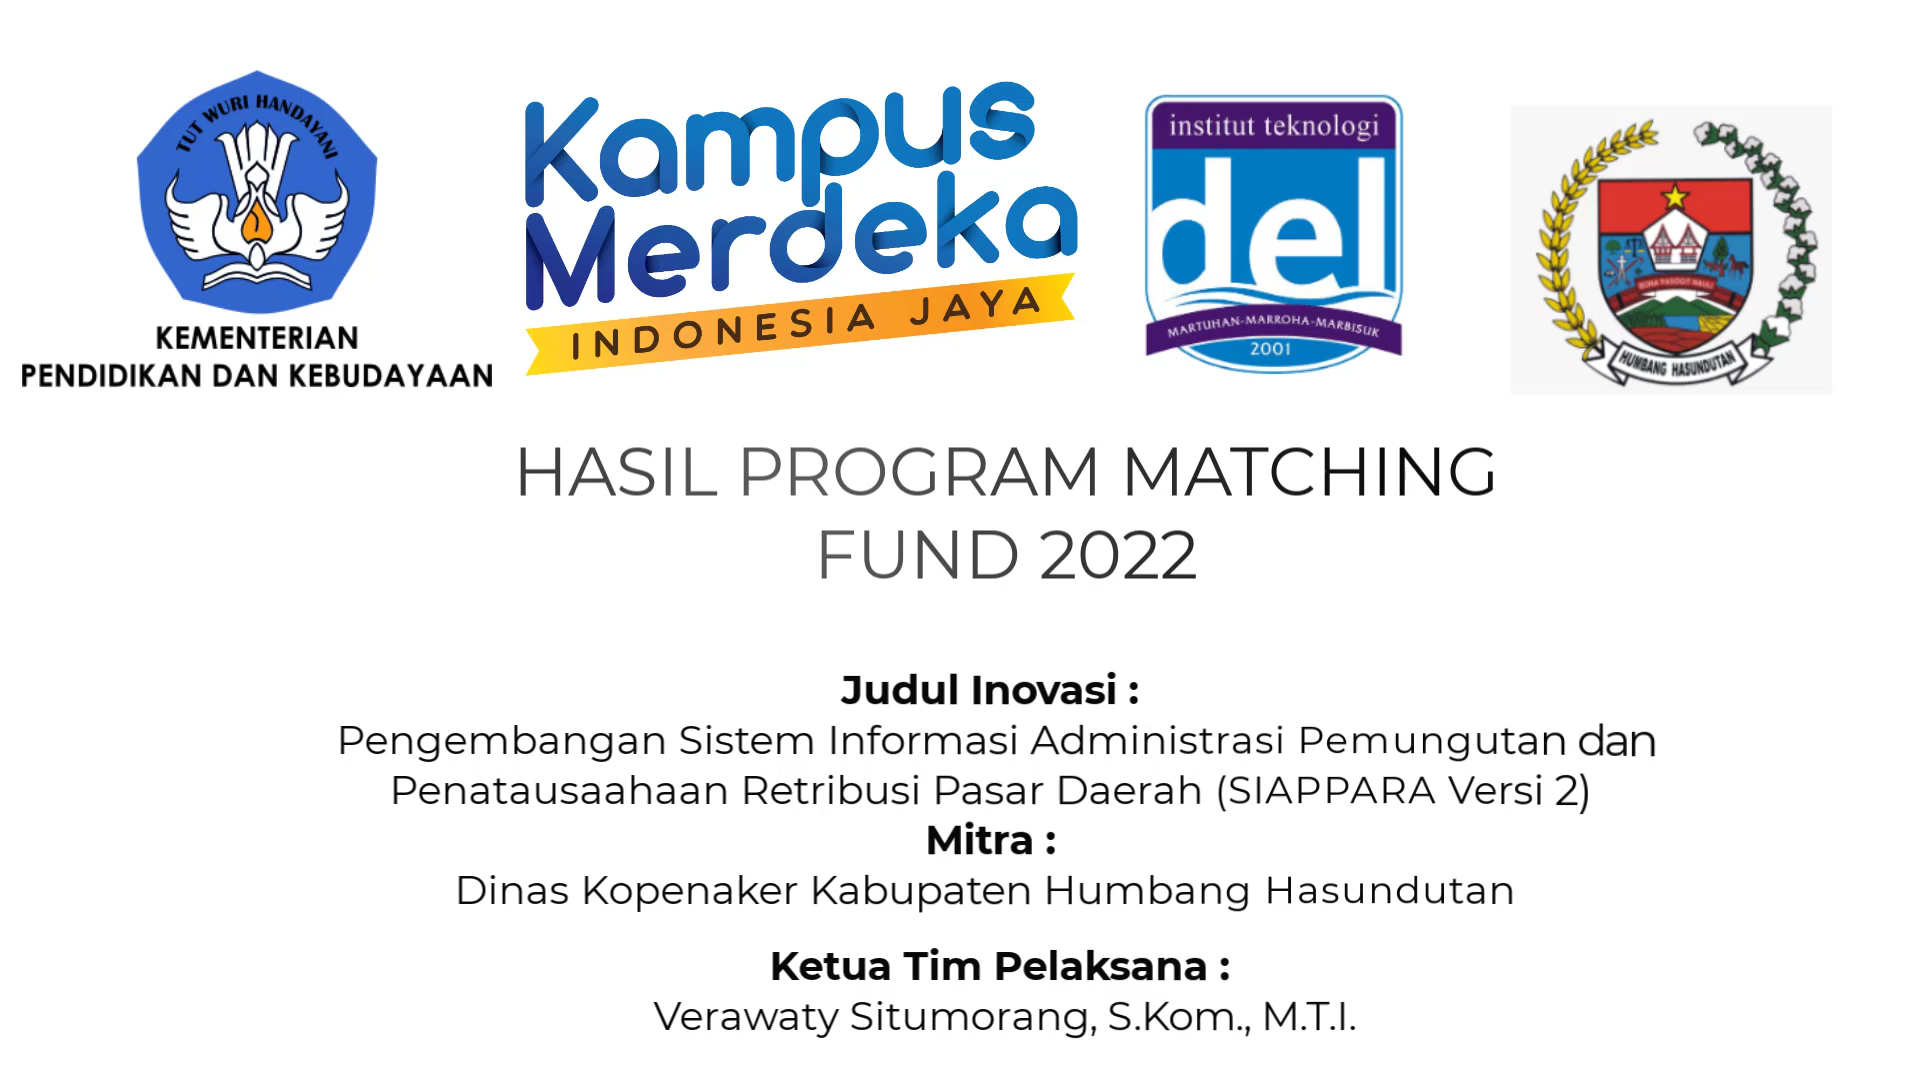 TUT WURI HANDAYANI
KEMENTERIAN
PENDIDIKAN DAN KEBUDAYAAN
Kampus
Merdeka
INDONESIA JAYA
institut teknologi
del
MARTUHAN-MARROHA-MARBISUK
2001
HUMBANG HASUNDUTAN
HASIL PROGRAM MATCHING
FUND 2022
Judul Inovasi :
Pengembangan Sistem Informasi Administrasi Pemungutan dan
Penatausaahaan Retribusi Pasar Daerah (SIAPPARA Versi 2)
Mitra :
Dinas Kopenaker Kabupaten Humbang Hasundutan
Ketua Tim Pelaksana :
Verawaty Situmorang, S.Kom., M.T.I.